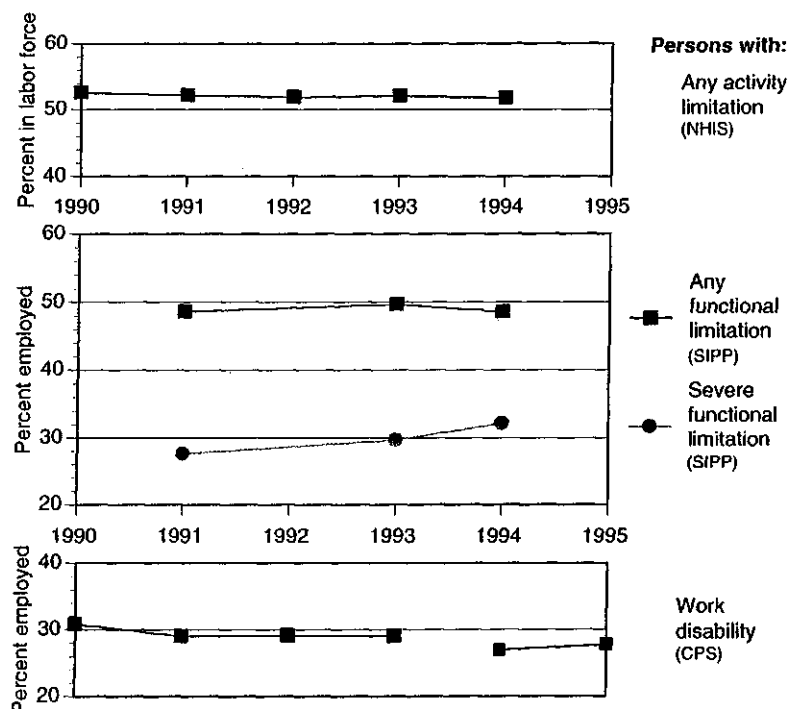 Percent in labor force
60
50
40
1990 1991 1992 1993 1994 1995
Persons with:
Any activity
limitation
(NHIS)
Percent employed
60
50
40
30
20
1990 1991 1992 1993 1994 1995
Any
functional
limitation
(SIPP)
Severe
functional
limitation
(SIPP)
Percent employed
40
30
20
Work
disability
(CPS)